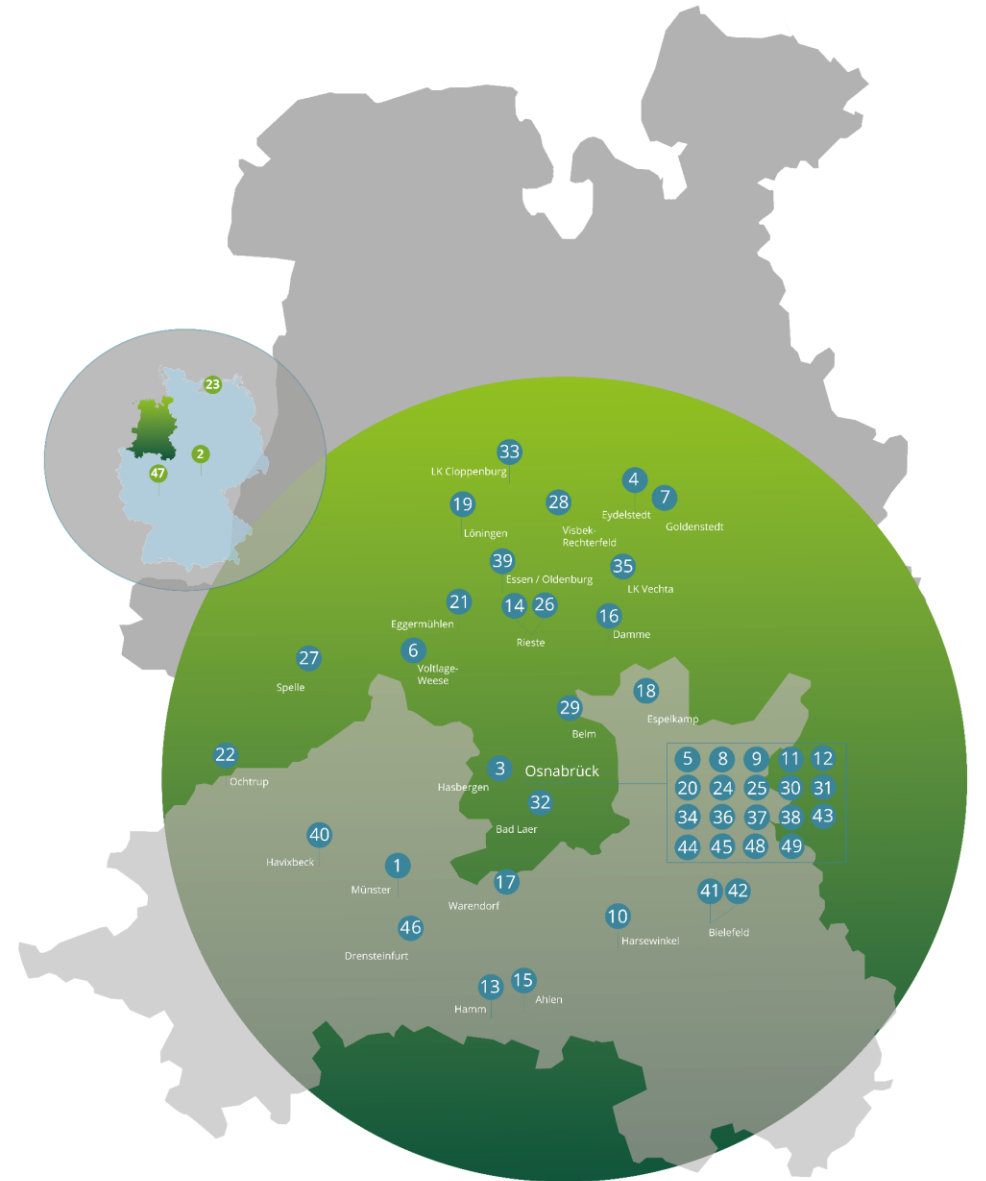 23
2
47
33
LK Cloppenburg
4
Eydelstedt
7
Goldenstedt
19
Löningen
28
Visbek-
Rechterfeld
39
Essen / Oldenburg
35
LK Vechta
21
Eggermühlen
14 26
Rieste
16
Damme
6
Voltlage-
Weese
27
Spelle
18
Espelkamp
29
Belm
22
Ochtrup
3
Hasbergen
Osnabrück
32
Bad Laer
5 8 9 11 12
20 24 25 30 31
34 36 37 38 43
44 45 48 49
40
Havixbeck
1
Münster
17
Warendorf
41 42
Bielefeld
10
Harsewinkel
46
Drensteinfurt
13
Hamm
15
Ahlen